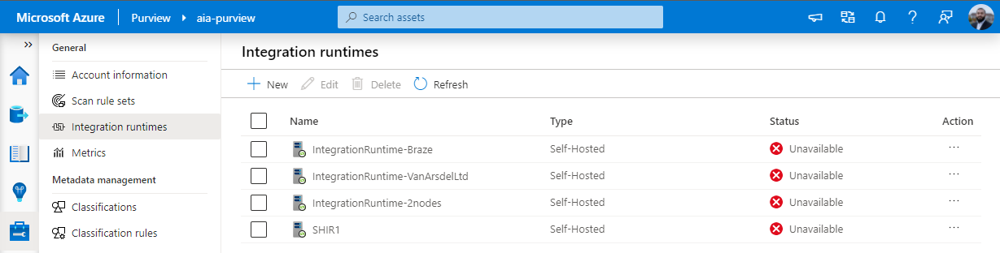 Microsoft Azure Purview aia-purview Search assets
General
Account information
Scan rule sets
Integration runtimes
Metrics
Metadata management
Classifications
Classification rules
Integration runtimes
New Edit Delete Refresh
Name Type Status Action
IntegrationRuntime-Braze Self-Hosted Unavailable ...
IntegrationRuntime-VanArsdelLtd Self-Hosted Unavailable ...
IntegrationRuntime-2nodes Self-Hosted Unavailable ...
SHIR1 Self-Hosted Unavailable ...